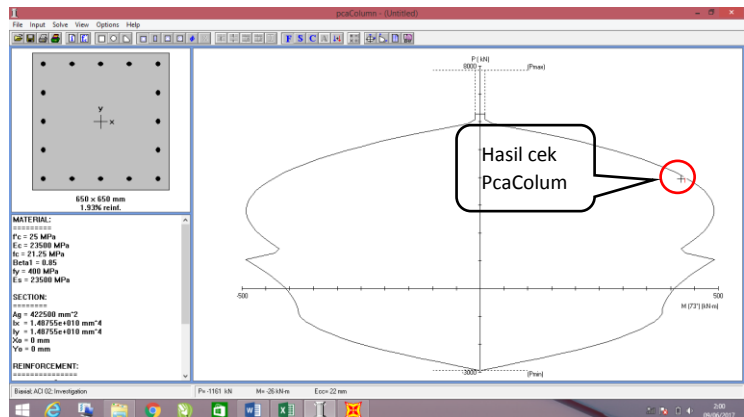 pcaColumn - (Untitled)
File Input Solve View Options Help
F S C
650 x 650 mm
1.93% reinf.
MATERIAL:
=========
f'c = 25 MPa
Ec = 23500 MPa
fc = 21.25 MPa
Beta1 = 0.85
fy = 400 MPa
Es = 23500 MPa
SECTION:
========
Ag = 422500 mm^2
Ix = 1.48755e+010 mm^4
Iy = 1.48755e+010 mm^4
Xo = 0 mm
Yo = 0 mm
REINFORCEMENT:
==============
y
x
P ( kN)
8000
(Pmax)
Hasil cek
PcaColum
1
-500
500
M (73°) (kN-m)
-3000
(Pmin)
Biaxial; ACI 02; Investigation
P= -1161 kN M= -26 kN-m Ecc= 22 mm
2:00
09/06/2017